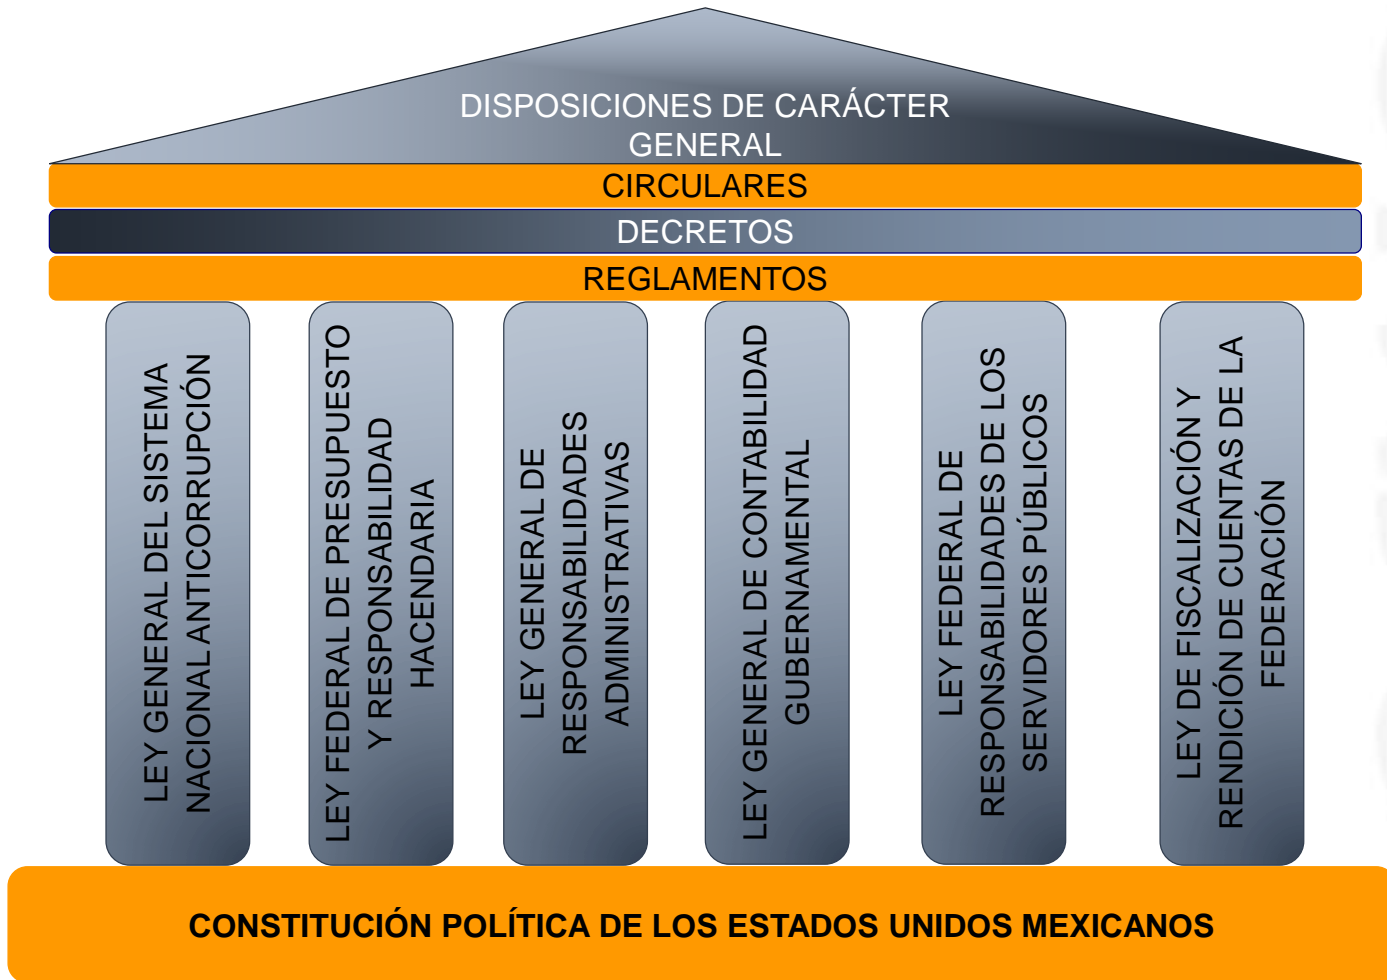 DISPOSICIONES DE CARÁCTER
GENERAL
CIRCULARES
DECRETOS
REGLAMENTOS
LEY GENERAL DEL SISTEMA
NACIONAL ANTICORRUPCIÓN
LEY FEDERAL DE PRESUPUESTO
Y RESPONSABILIDAD
HACENDARIA
LEY GENERAL DE
RESPONSABILIDADES
ADMINISTRATIVAS
LEY GENERAL DE CONTABILIDAD
GUBERNAMENTAL
LEY FEDERAL DE
RESPONSABILIDADES DE LOS
SERVIDORES PÚBLICOS
LEY DE FISCALIZACIÓN Y
RENDICIÓN DE CUENTAS DE LA
FEDERACIÓN
CONSTITUCIÓN POLÍTICA DE LOS ESTADOS UNIDOS MEXICANOS